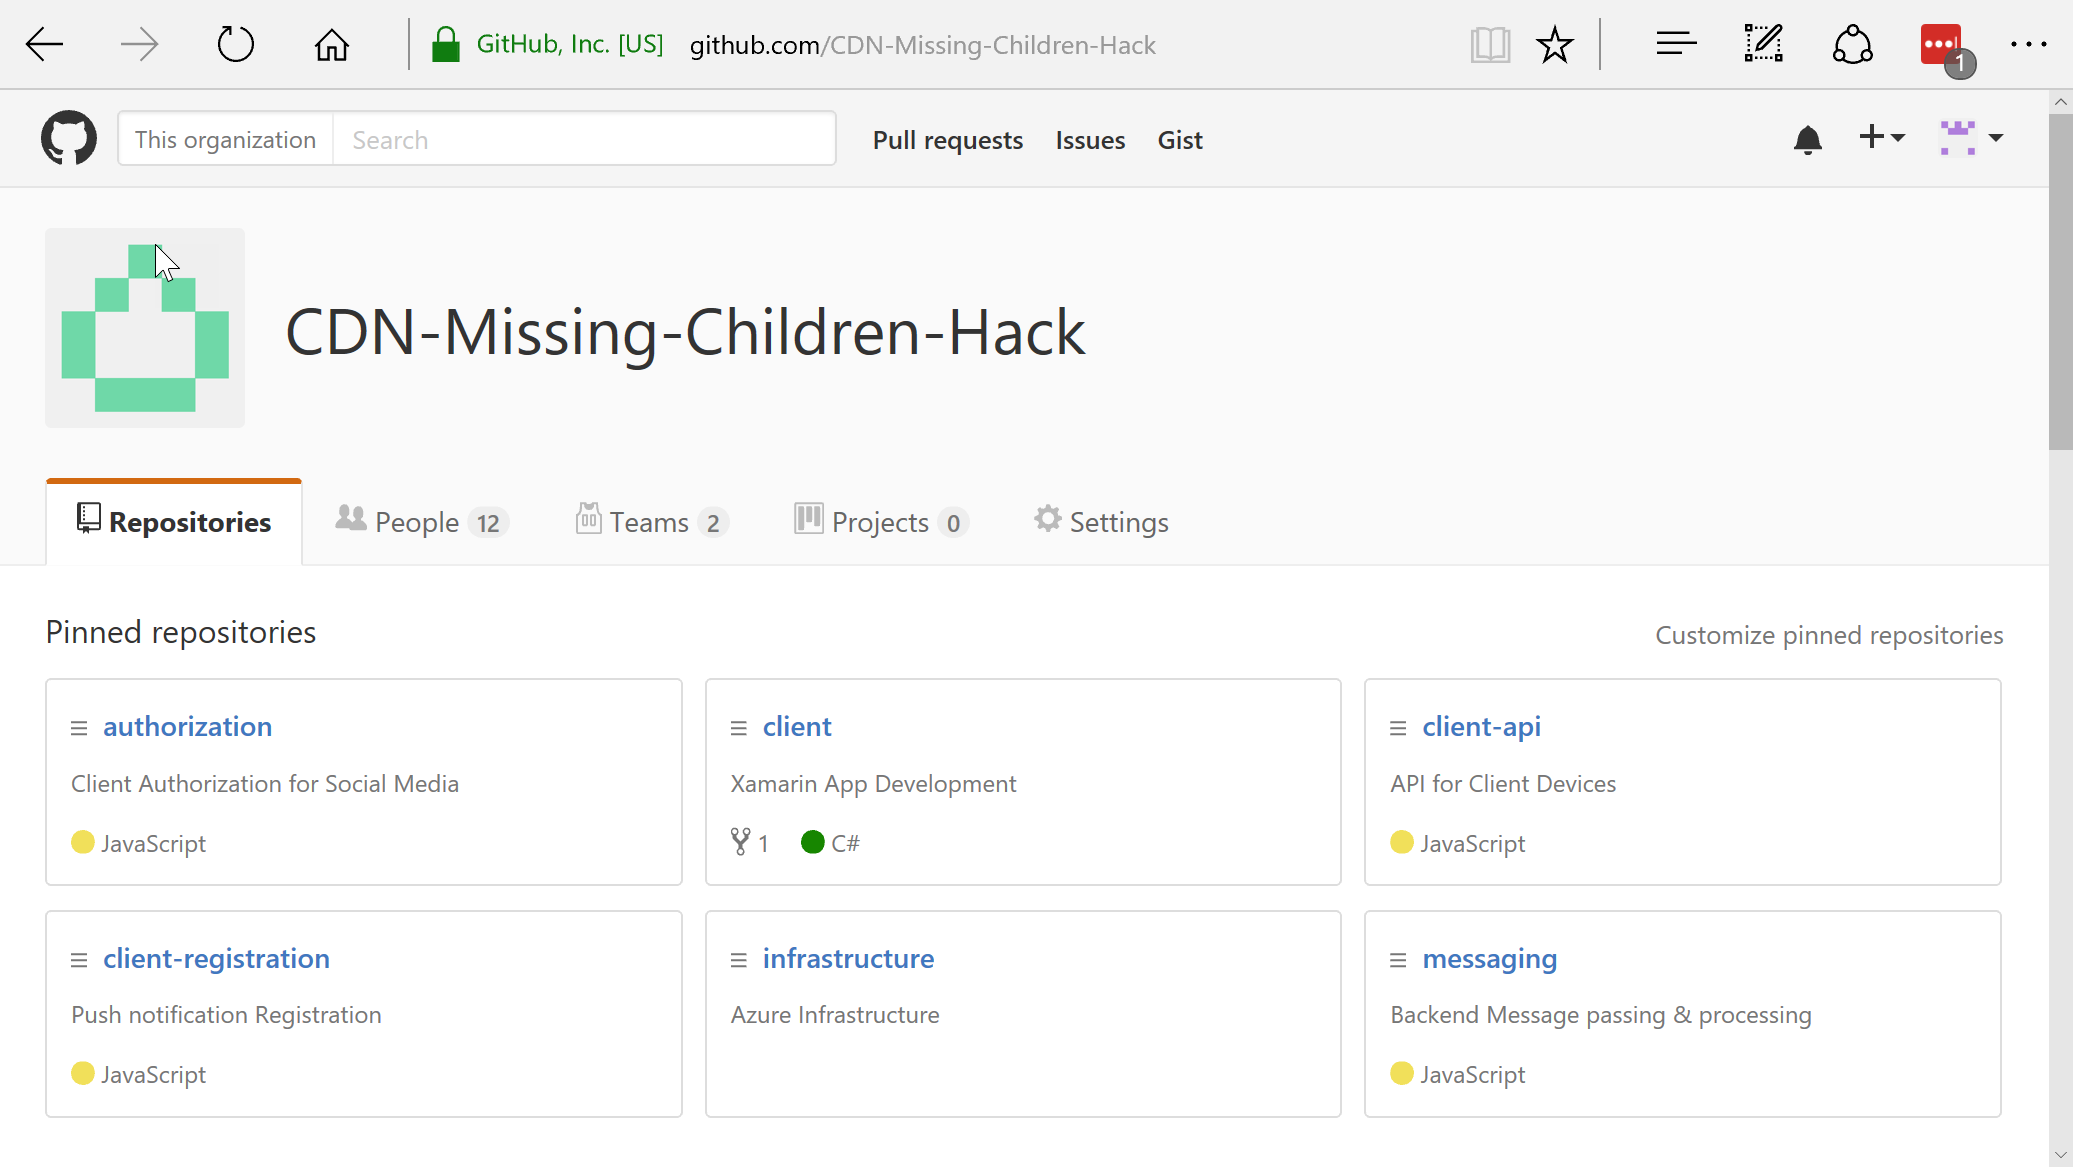 GitHub, Inc. [US] github.com/CDN-Missing-Children-Hack
1
This organization Search Pull requests Issues Gist
CDN-Missing-Children-Hack
Repositories People 12 Teams 2 Projects 0 Settings
Pinned repositories Customize pinned repositories
authorization
Client Authorization for Social Media
JavaScript
client
Xamarin App Development
1 C#
client-api
API for Client Devices
JavaScript
client-registration
Push notification Registration
JavaScript
infrastructure
Azure Infrastructure
messaging
Backend Message passing & processing
JavaScript